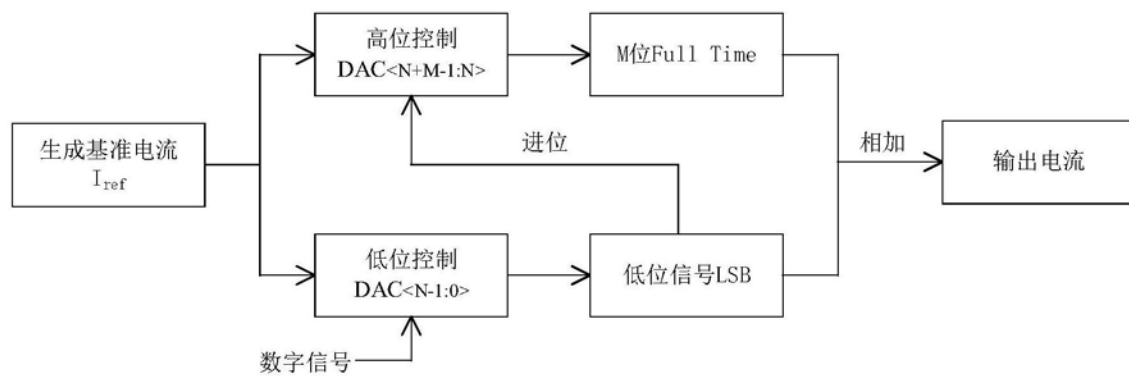 高位控制
DAC<N+M-1:N>
M位Full Time
生成基准电流
I_ref
进位
相加
输出电流
低位控制
DAC<N-1:0>
低位信号LSB
数字信号